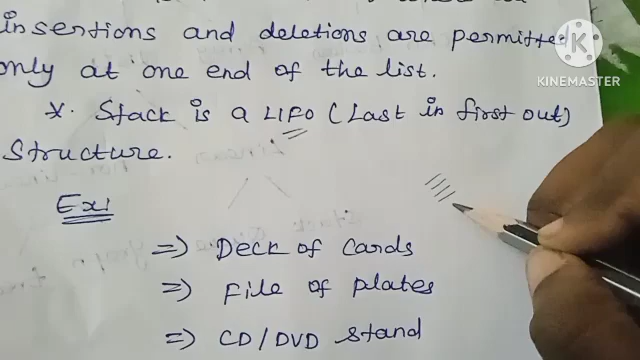 insertions and deletions are permitted
only at one end of the list.
*. Stack is a LIFO (Last in first out)
Structure.
Ex:
=) Deck of cards
=) File of plates
=) CD/DVD stand
KINEMASTER